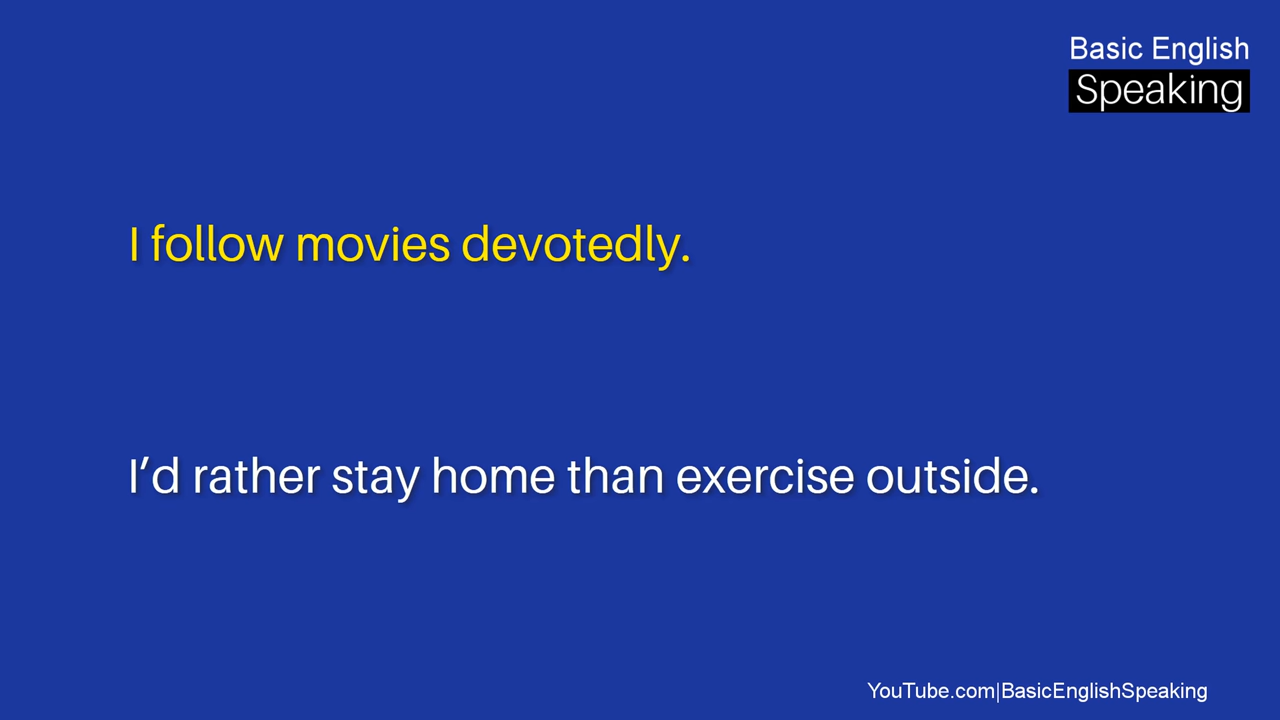 Basic English
Speaking
I follow movies devotedly.
I’d rather stay home than exercise outside.
YouTube.com|BasicEnglishSpeaking